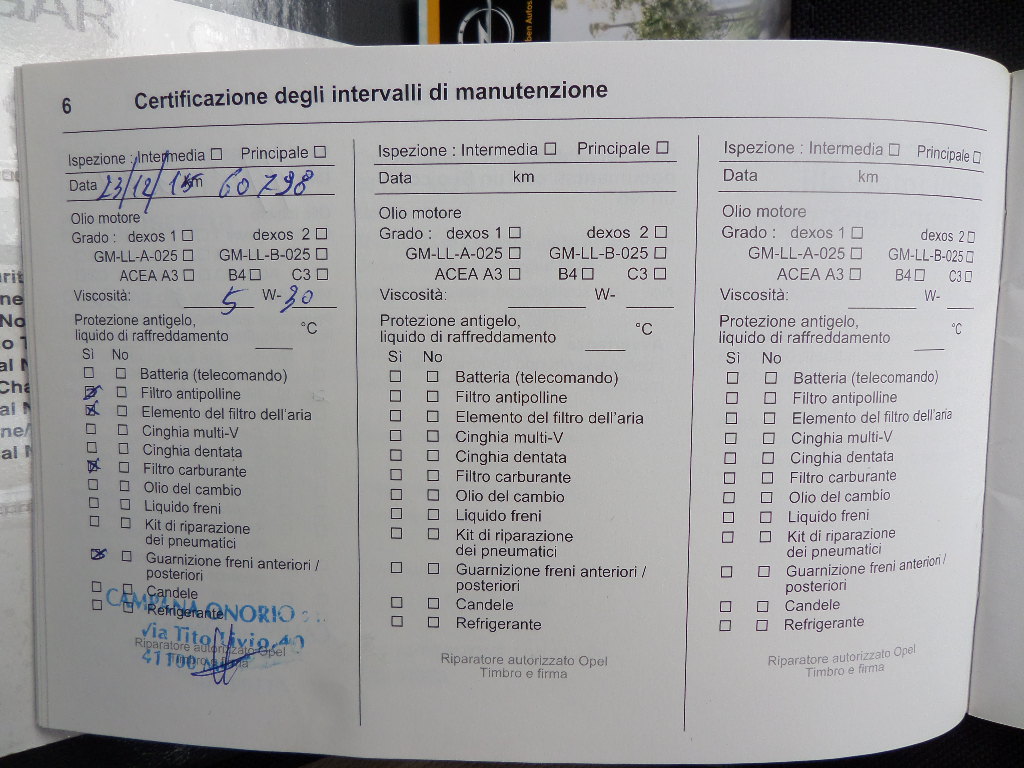 6 Certificazione degli intervalli di manutenzione
Ispezione : Intermedia ☐ Principale ☐
Data 23/12/15 km 60798
Olio motore
Grado : dexos 1 ☐ dexos 2 ☐
GM-LL-A-025 ☐ GM-LL-B-025 ☐
ACEA A3 ☐ B4 ☐ C3 ☐
Viscosità: 5 W- 30
Protezione antigelo,
liquido di raffreddamento °C
Sì No
☐ ☐ Batteria (telecomando)
☒ ☐ Filtro antipolline
☒ ☐ Elemento del filtro dell'aria
☐ ☐ Cinghia multi-V
☐ ☐ Cinghia dentata
☒ ☐ Filtro carburante
☐ ☐ Olio del cambio
☐ ☐ Liquido freni
☐ ☐ Kit di riparazione
dei pneumatici
☒ ☐ Guarnizione freni anteriori /
posteriori
☐ ☐ Candele
☐ ☐ Refrigerante
CAMPANA ONORIO
Via Tito Livio, 40
41100
Riparatore autorizzato Opel
Timbro e firma
Ispezione : Intermedia ☐ Principale ☐
Data km
Olio motore
Grado : dexos 1 ☐ dexos 2 ☐
GM-LL-A-025 ☐ GM-LL-B-025 ☐
ACEA A3 ☐ B4 ☐ C3 ☐
Viscosità: W-
Protezione antigelo,
liquido di raffreddamento °C
Sì No
☐ ☐ Batteria (telecomando)
☐ ☐ Filtro antipolline
☐ ☐ Elemento del filtro dell'aria
☐ ☐ Cinghia multi-V
☐ ☐ Cinghia dentata
☐ ☐ Filtro carburante
☐ ☐ Olio del cambio
☐ ☐ Liquido freni
☐ ☐ Kit di riparazione
dei pneumatici
☐ ☐ Guarnizione freni anteriori /
posteriori
☐ ☐ Candele
☐ ☐ Refrigerante
Riparatore autorizzato Opel
Timbro e firma
Ispezione : Intermedia ☐ Principale ☐
Data km
Olio motore
Grado : dexos 1 ☐ dexos 2 ☐
GM-LL-A-025 ☐ GM-LL-B-025 ☐
ACEA A3 ☐ B4 ☐ C3 ☐
Viscosità: W-
Protezione antigelo,
liquido di raffreddamento °C
Sì No
☐ ☐ Batteria (telecomando)
☐ ☐ Filtro antipolline
☐ ☐ Elemento del filtro dell'aria
☐ ☐ Cinghia multi-V
☐ ☐ Cinghia dentata
☐ ☐ Filtro carburante
☐ ☐ Olio del cambio
☐ ☐ Liquido freni
☐ ☐ Kit di riparazione
dei pneumatici
☐ ☐ Guarnizione freni anteriori /
posteriori
☐ ☐ Candele
☐ ☐ Refrigerante
Riparatore autorizzato Opel
Timbro e firma